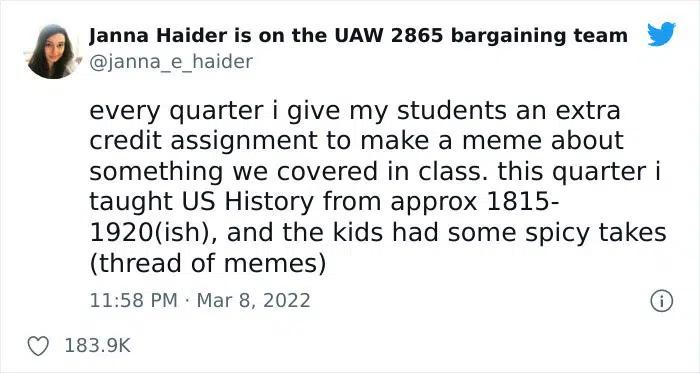 Janna Haider is on the UAW 2865 bargaining team
@janna_e_haider
every quarter i give my students an extra
credit assignment to make a meme about
something we covered in class. this quarter i
taught US History from approx 1815-
1920(ish), and the kids had some spicy takes
(thread of memes)
11:58 PM · Mar 8, 2022
183.9K